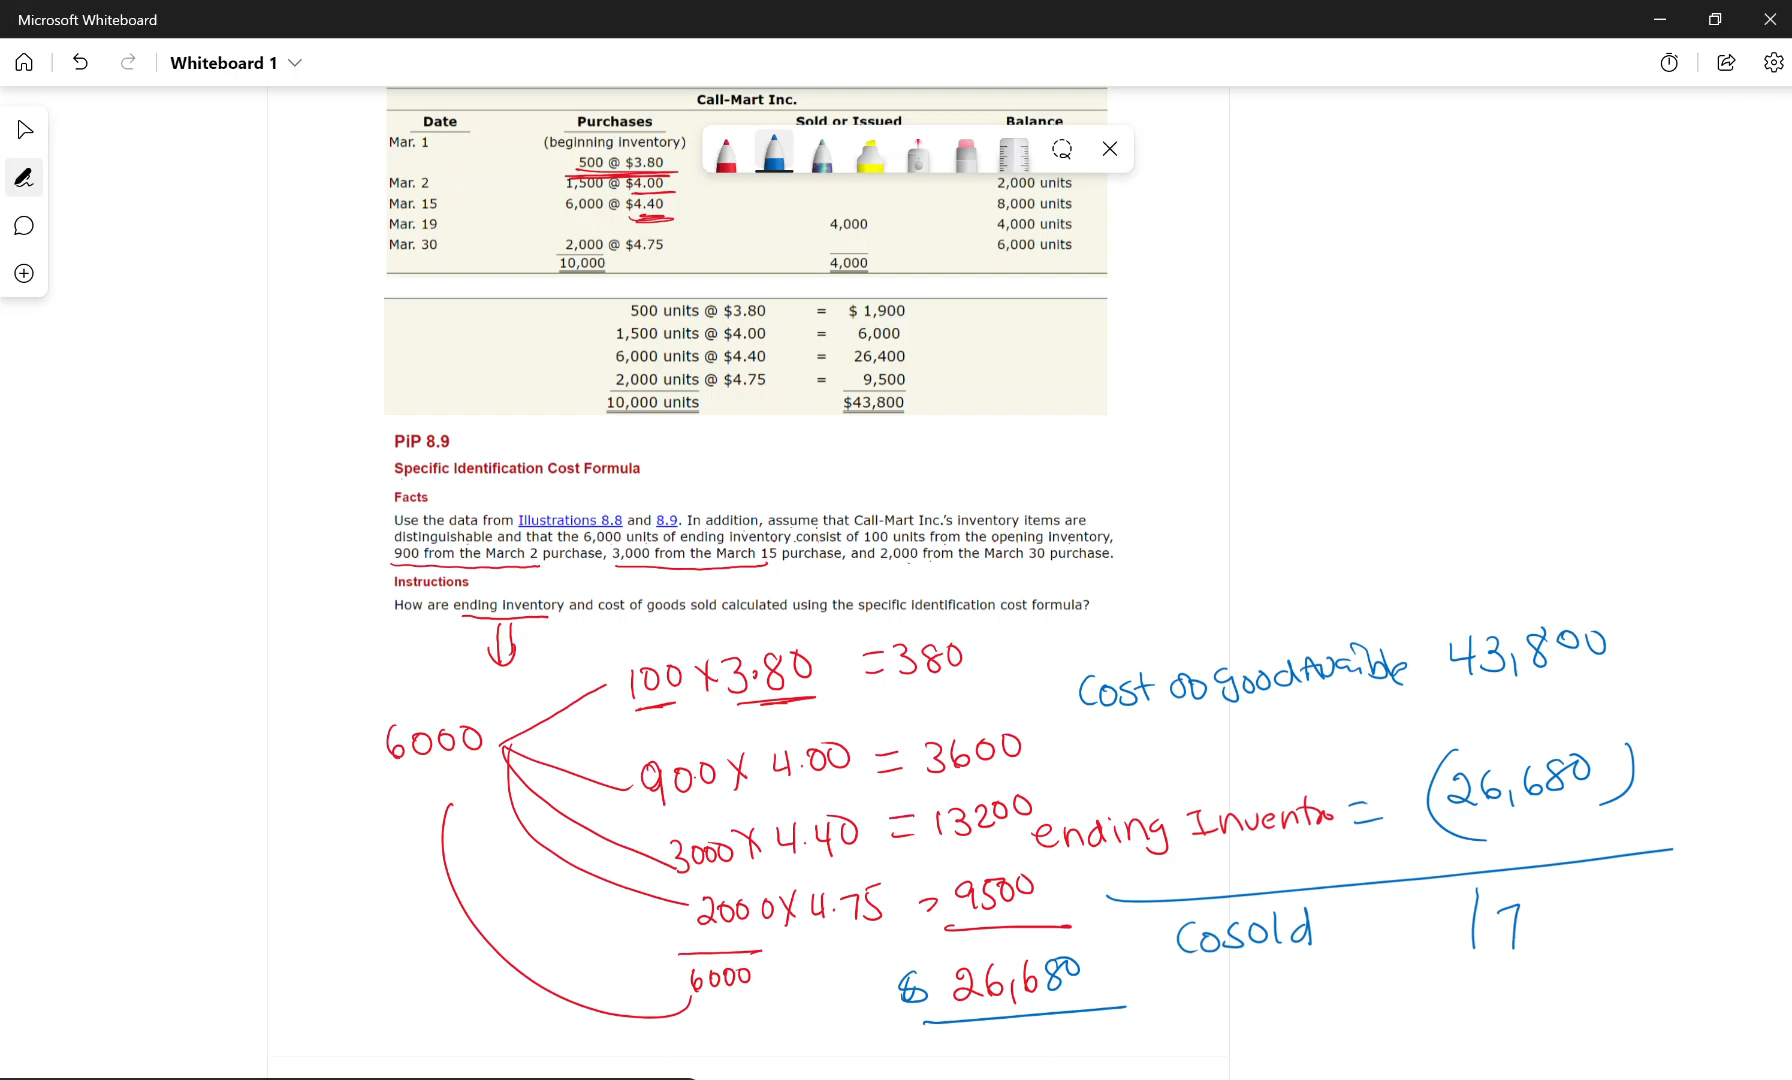 Microsoft Whiteboard
Whiteboard 1
Call-Mart Inc.
Date Purchases Sold or Issued Balance
Mar. 1 (beginning inventory)
500 @ $3.80
Mar. 2 1,500 @ $4.00 2,000 units
Mar. 15 6,000 @ $4.40 8,000 units
Mar. 19 4,000 4,000 units
Mar. 30 2,000 @ $4.75 6,000 units
10,000 4,000
500 units @ $3.80 = $ 1,900
1,500 units @ $4.00 = 6,000
6,000 units @ $4.40 = 26,400
2,000 units @ $4.75 = 9,500
10,000 units $43,800
PiP 8.9
Specific Identification Cost Formula
Facts
Use the data from Illustrations 8.8 and 8.9. In addition, assume that Call-Mart Inc.'s inventory items are
distinguishable and that the 6,000 units of ending inventory consist of 100 units from the opening inventory,
900 from the March 2 purchase, 3,000 from the March 15 purchase, and 2,000 from the March 30 purchase.
Instructions
How are ending inventory and cost of goods sold calculated using the specific identification cost formula?
100 x 3.80 = 380
Cost good 43,800
6000
900 x 4.00 = 3600
3000 x 4.40 = 13200
ending Invent = (26,680)
2000 x 4.75 = 9500
Cosold 17
6000
$ 26,680